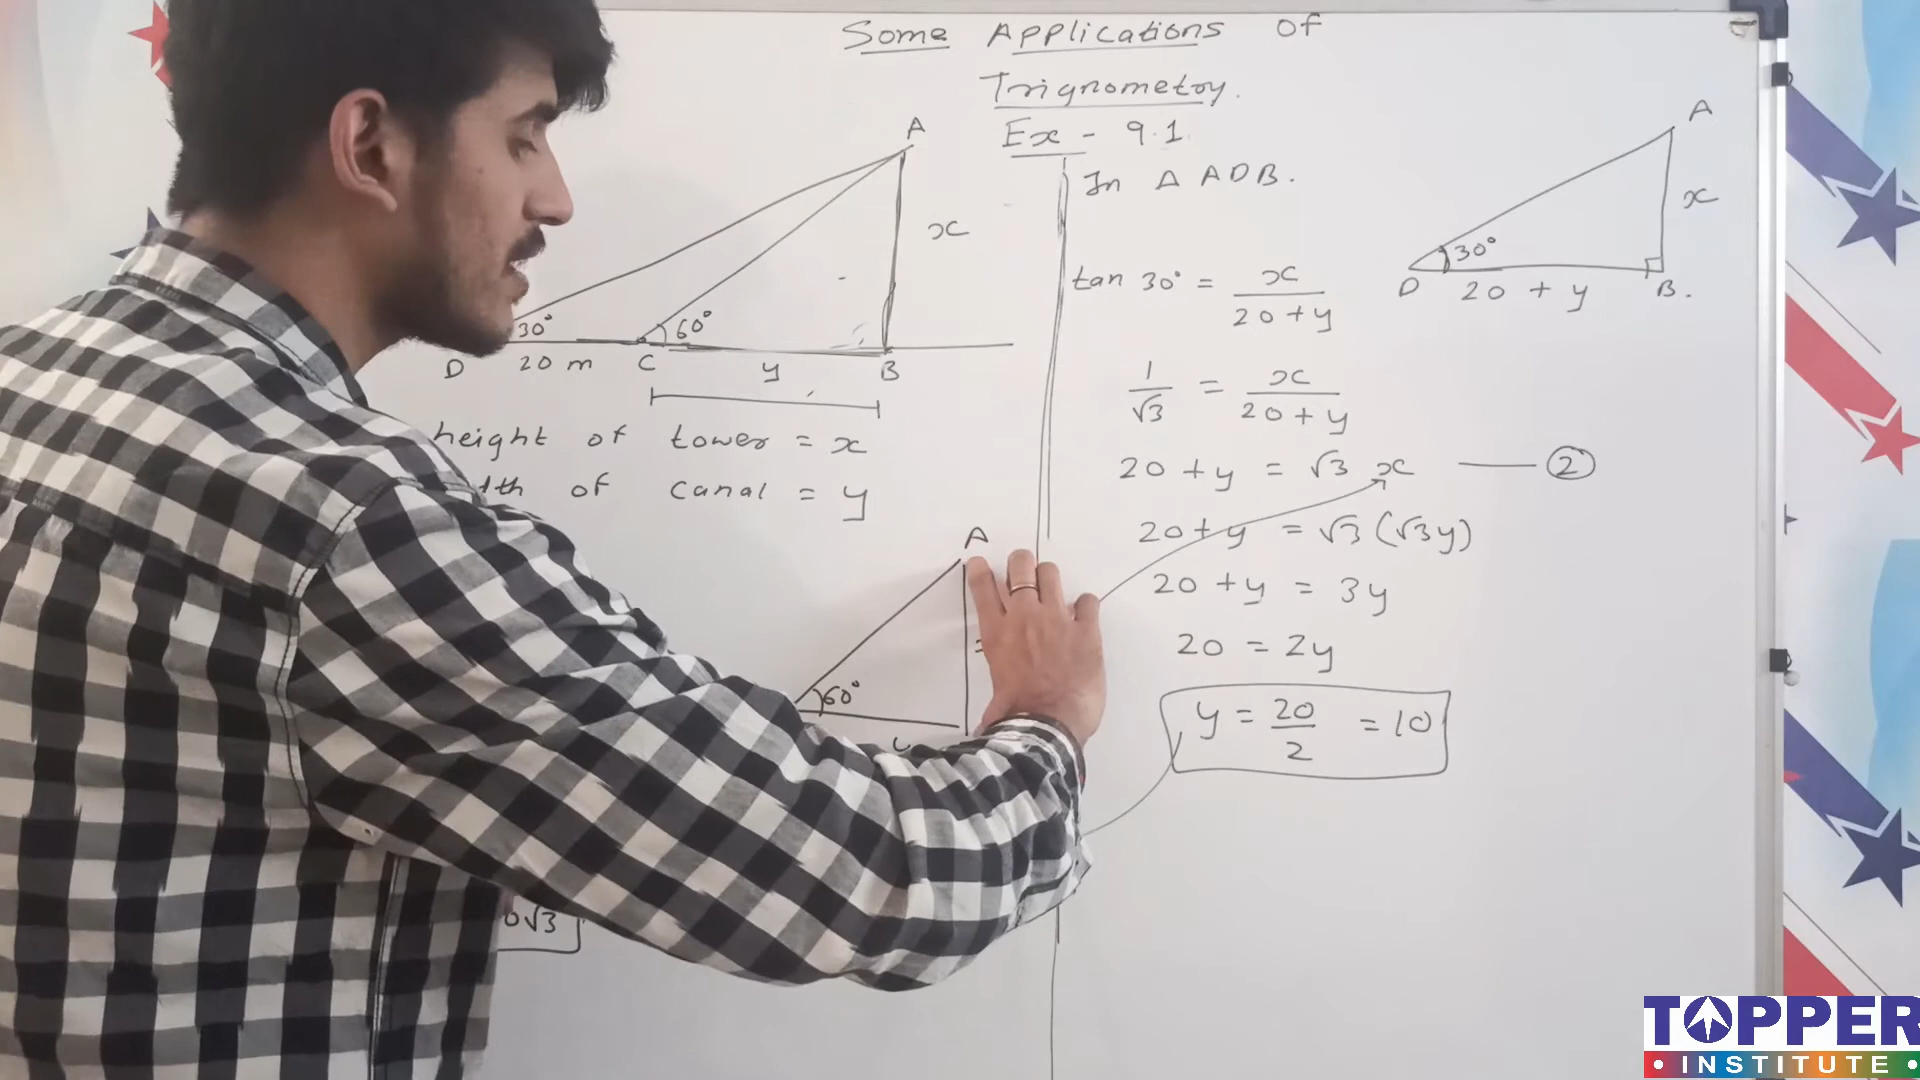 Some Applications Of
Trignometry.
Ex - 9.1.
A
x
30° 60°
D 20 m C y B
height of tower = x
of canal = y
A
60°
0√3
In Δ ADB.
tan 30° = x / 20 + y
1 / √3 = x / 20 + y
20 + y = √3 x —— 2
20 + y = √3 (√3y)
20 + y = 3y
20 = 2y
y = 20 / 2 = 10
A
x
30°
D 20 + y B.
TOPPER
• INSTITUTE •